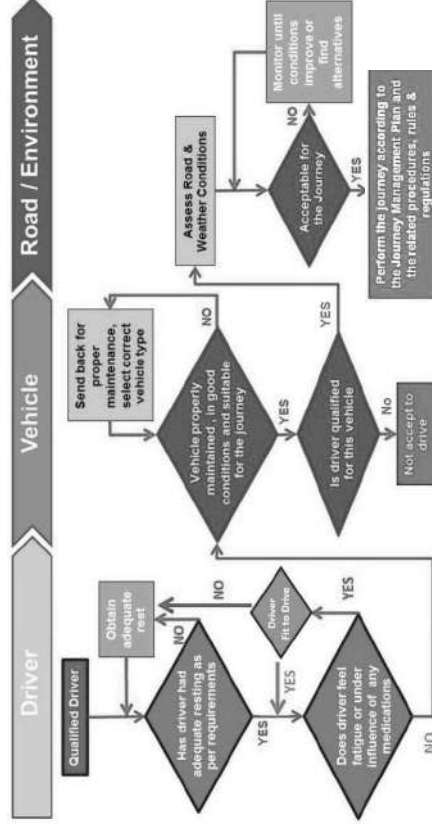 Driver
Vehicle
Road / Environment
Qualified Driver
Obtain
adequate
rest
NO
Has driver had
adequate resting as
per requirements
YES
YES
NO
Driver
Fit to Drive
YES
Does driver feel
fatigue or under
influence of any
medications
NO
Send back for
proper
maintenance,
select correct
vehicle type
NO
Vehicle properly
maintained , in good
conditions and suitable
for the journey
YES
Is driver qualified
for this vehicle
YES
No
Not accept to
drive
Assess Road &
Weather Conditions
Monitor until
conditions
improve or
find
alternatives
NO
Acceptable for
the Journey
YES
Perform the journey according to
the Journey Management Plan and
the related procedures, rules &
regulations